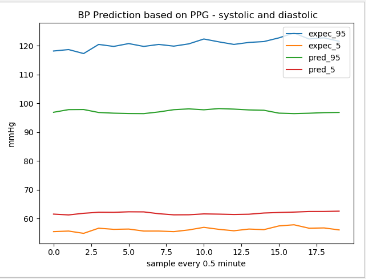 BP Prediction based on PPG - systolic and diastolic
expec_95
expec_5
pred_95
pred_5
120
110
100
90
80
70
60
mmHg
0.0 2.5 5.0 7.5 10.0 12.5 15.0 17.5
sample every 0.5 minute